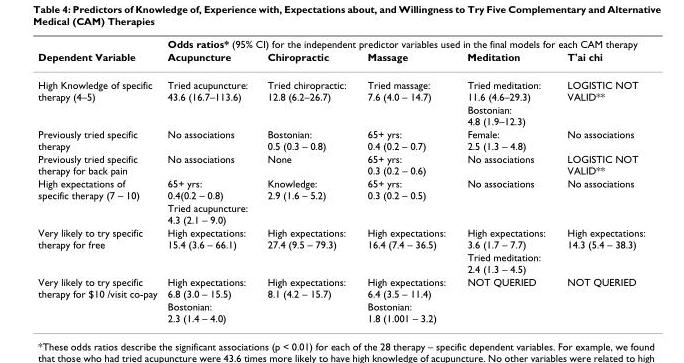 Table 4: Predictors of Knowledge of, Experience with, Expectations about, and Willingness to Try Five Complementary and Alternative
Medical (CAM) Therapies
Odds ratios* (95% CI) for the independent predictor variables used in the final models for each CAM therapy
Dependent Variable Acupuncture Chiropractic Massage Meditation T'ai chi
High Knowledge of specific Tried acupuncture: Tried chiropractic: Tried massage: Tried meditation: LOGISTIC NOT
therapy (4–5) 43.6 (16.7–113.6) 12.8 (6.2–26.7) 7.6 (4.0 – 14.7) 11.6 (4.6–29.3) VALID**
Bostonian:
4.8 (1.9–12.3)
Previously tried specific No associations Bostonian: 65+ yrs: Female: No associations
therapy 0.5 (0.3 – 0.8) 0.4 (0.2 – 0.7) 2.5 (1.3 – 4.8)
Previously tried specific No associations None 65+ yrs: No associations LOGISTIC NOT
therapy for back pain 0.3 (0.2 – 0.6) VALID**
High expectations of 65+ yrs: Knowledge: 65+ yrs: No associations No associations
specific therapy (7 – 10) 0.4(0.2 – 0.8) 2.9 (1.6 – 5.2) 0.3 (0.2 – 0.5)
Tried acupuncture:
4.3 (2.1 – 9.0)
Very likely to try specific High expectations: High expectations: High expectations: High expectations: High expectations:
therapy for free 15.4 (3.6 – 66.1) 27.4 (9.5 – 79.3) 16.4 (7.4 – 36.5) 3.6 (1.7 – 7.7) 14.3 (5.4 – 38.3)
Tried meditation:
2.4 (1.3 – 4.5)
Very likely to try specific High expectations: High expectations: High expectations: NOT QUERIED NOT QUERIED
therapy for $10 /visit co-pay 6.8 (3.0 – 15.5) 8.1 (4.2 – 15.7) 6.4 (3.5 – 11.4)
Bostonian: Bostonian:
2.3 (1.4 – 4.0) 1.8 (1.001 – 3.2)
*These odds ratios describe the significant associations (p < 0.01) for each of the 28 therapy – specific dependent variables. For example, we found
that those who had tried acupuncture were 43.6 times more likely to have high knowledge of acupuncture. No other variables were related to high